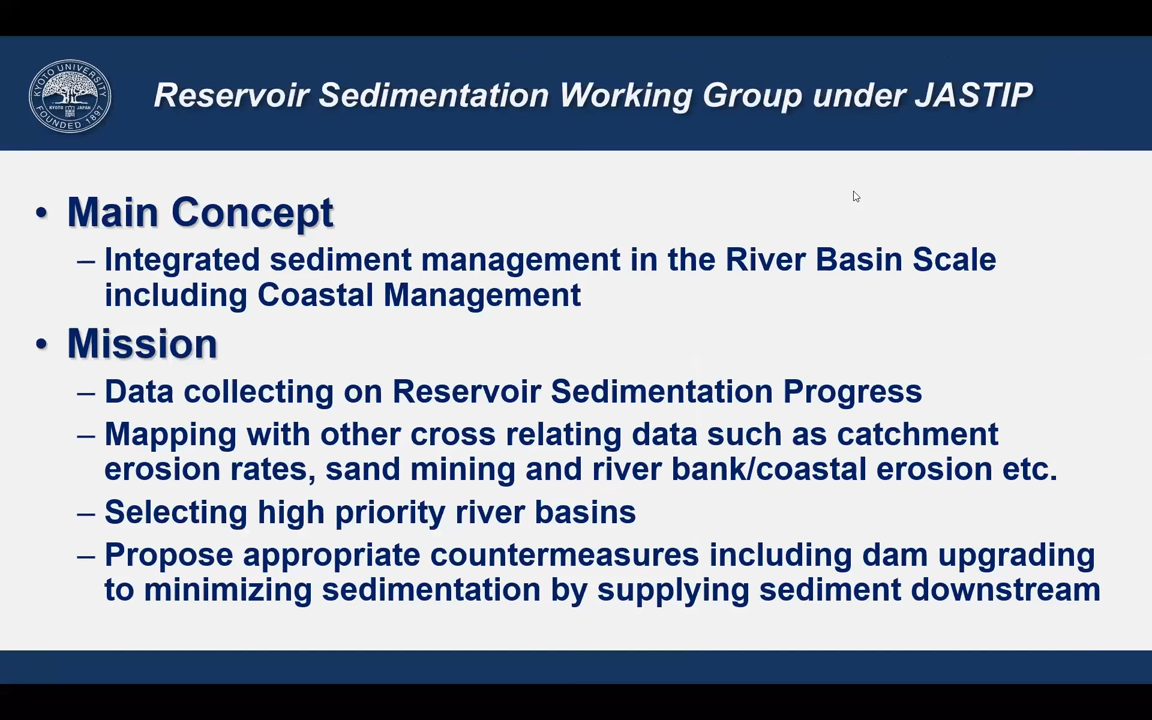 KYOTO UNIVERSITY
KYOTO JAPAN
FOUNDED 1897
Reservoir Sedimentation Working Group under JASTIP
• Main Concept
– Integrated sediment management in the River Basin Scale
including Coastal Management
• Mission
– Data collecting on Reservoir Sedimentation Progress
– Mapping with other cross relating data such as catchment
erosion rates, sand mining and river bank/coastal erosion etc.
– Selecting high priority river basins
– Propose appropriate countermeasures including dam upgrading
to minimizing sedimentation by supplying sediment downstream